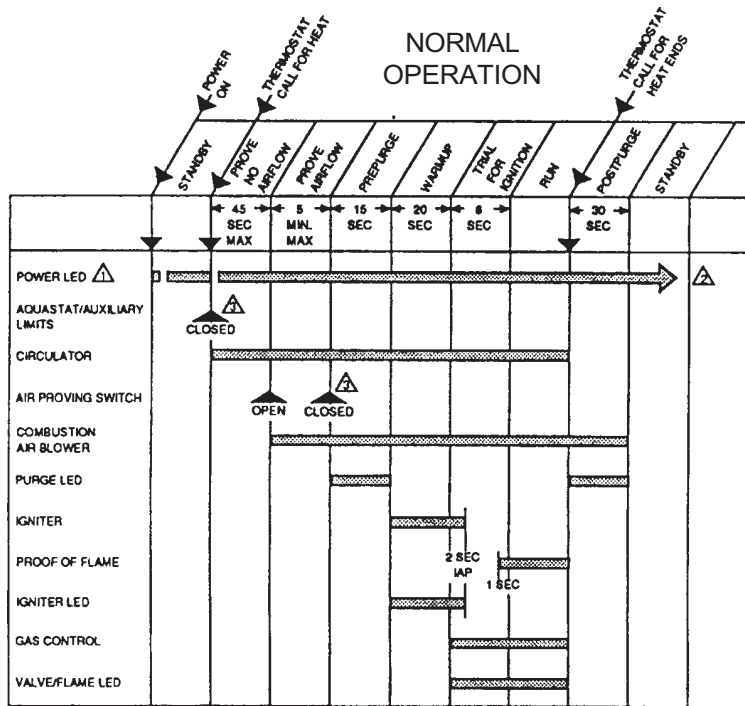 NORMAL
OPERATION
POWER
ON
THERMOSTAT
CALL FOR HEAT
THERMOSTAT
CALL FOR
HEAT ENDS
STANDBY
PROVE
NO
AIRFLOW
PROVE
AIRFLOW
PREPURGE
WARMUP
TRIAL
FOR
IGNITION
RUN
POSTPURGE
STANDBY
45
SEC
MAX
5
MIN.
MAX
15
SEC
20
SEC
6
SEC
30
SEC
POWER LED 1
2
AQUASTAT/AUXILIARY
LIMITS
3
CLOSED
CIRCULATOR
AIR PROVING SWITCH
OPEN
3
CLOSED
COMBUSTION
AIR BLOWER
PURGE LED
IGNITER
PROOF OF FLAME
2 SEC
IAP
1 SEC
IGNITER LED
GAS CONTROL
VALVE/FLAME LED